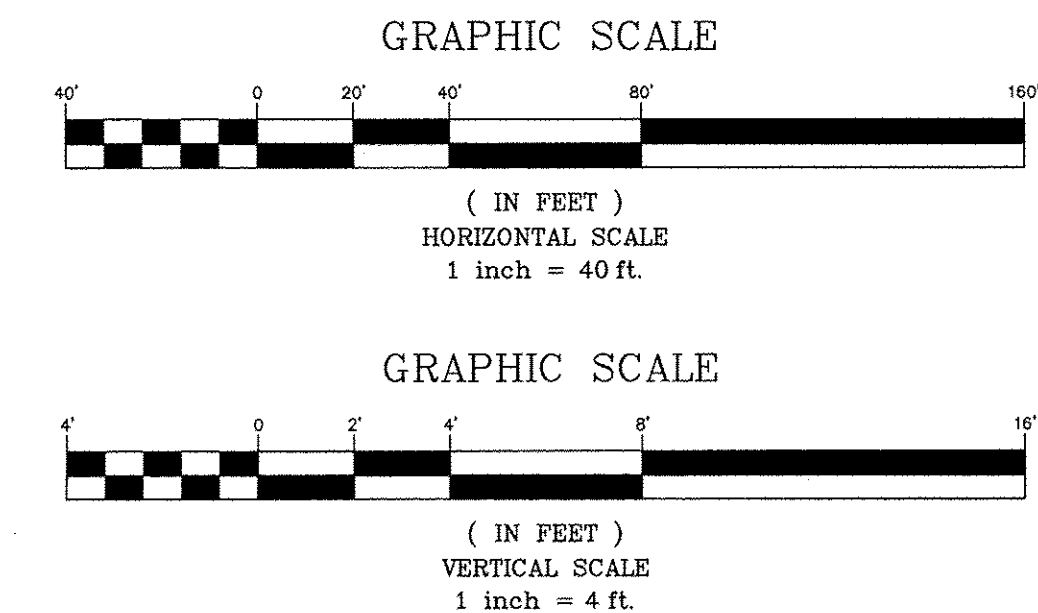 GRAPHIC SCALE
40' 0 20' 40' 80' 160'
( IN FEET )
HORIZONTAL SCALE
1 inch = 40 ft.
GRAPHIC SCALE
4' 0 2' 4' 8' 16'
( IN FEET )
VERTICAL SCALE
1 inch = 4 ft.